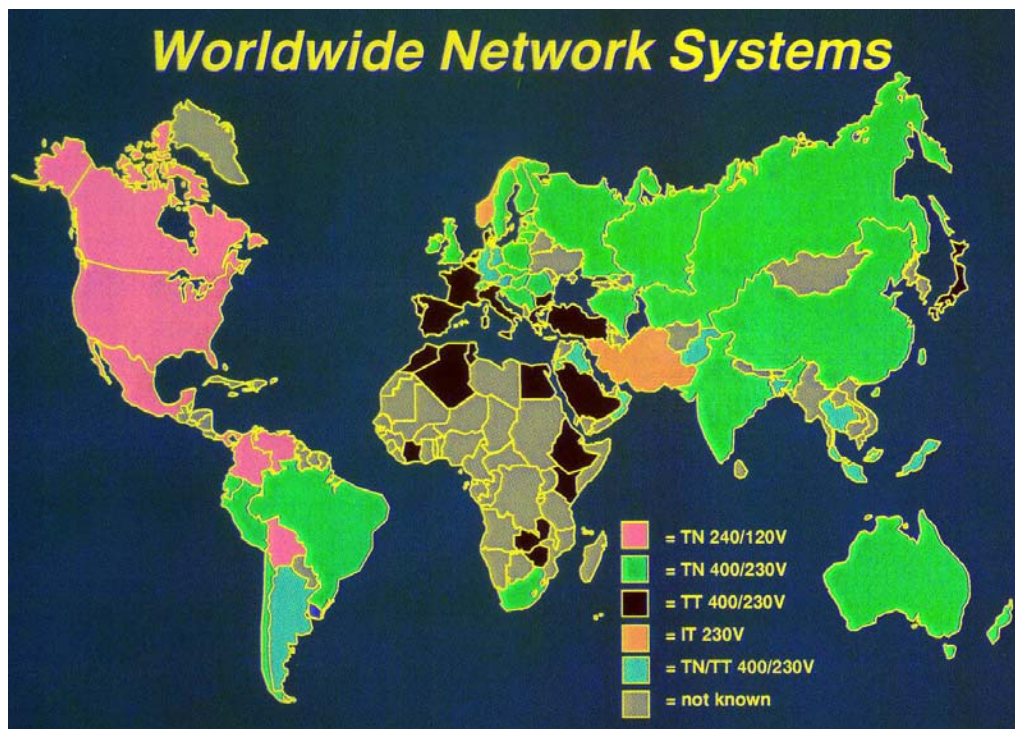 Worldwide Network Systems
= TN 240/120V
= TN 400/230V
= TT 400/230V
= IT 230V
= TN/TT 400/230V
= not known